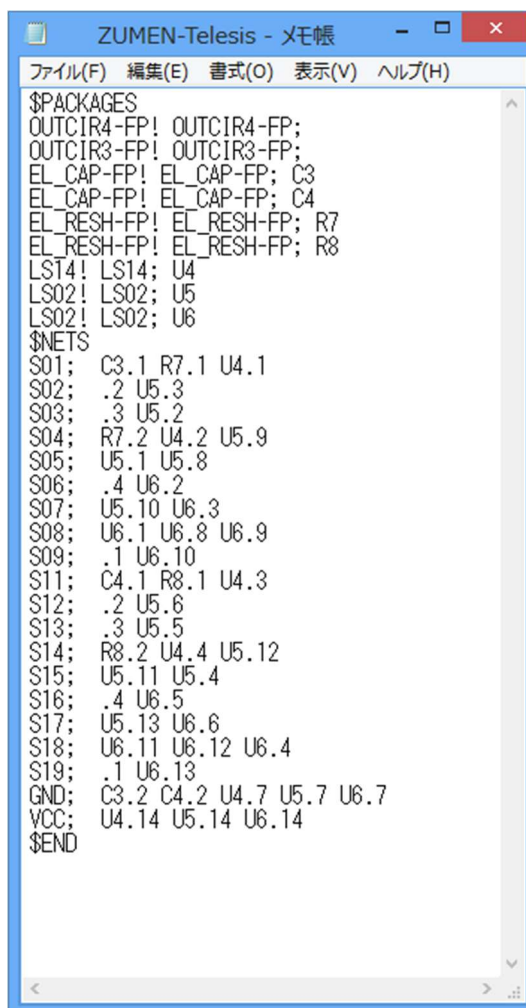 ZUMEN-Telesis - メモ帳
ファイル(F) 編集(E) 書式(O) 表示(V) ヘルプ(H)
$PACKAGES
OUTCIR4-FP! OUTCIR4-FP;
OUTCIR3-FP! OUTCIR3-FP;
EL_CAP-FP! EL_CAP-FP; C3
EL_CAP-FP! EL_CAP-FP; C4
EL_RESH-FP! EL_RESH-FP; R7
EL_RESH-FP! EL_RESH-FP; R8
LS14! LS14; U4
LS02! LS02; U5
LS02! LS02; U6
$NETS
S01; C3.1 R7.1 U4.1
S02; .2 U5.3
S03; .3 U5.2
S04; R7.2 U4.2 U5.9
S05; U5.1 U5.8
S06; .4 U6.2
S07; U5.10 U6.3
S08; U6.1 U6.8 U6.9
S09; .1 U6.10
S11; C4.1 R8.1 U4.3
S12; .2 U5.6
S13; .3 U5.5
S14; R8.2 U4.4 U5.12
S15; U5.11 U5.4
S16; .4 U6.5
S17; U5.13 U6.6
S18; U6.11 U6.12 U6.4
S19; .1 U6.13
GND; C3.2 C4.2 U4.7 U5.7 U6.7
VCC; U4.14 U5.14 U6.14
$END